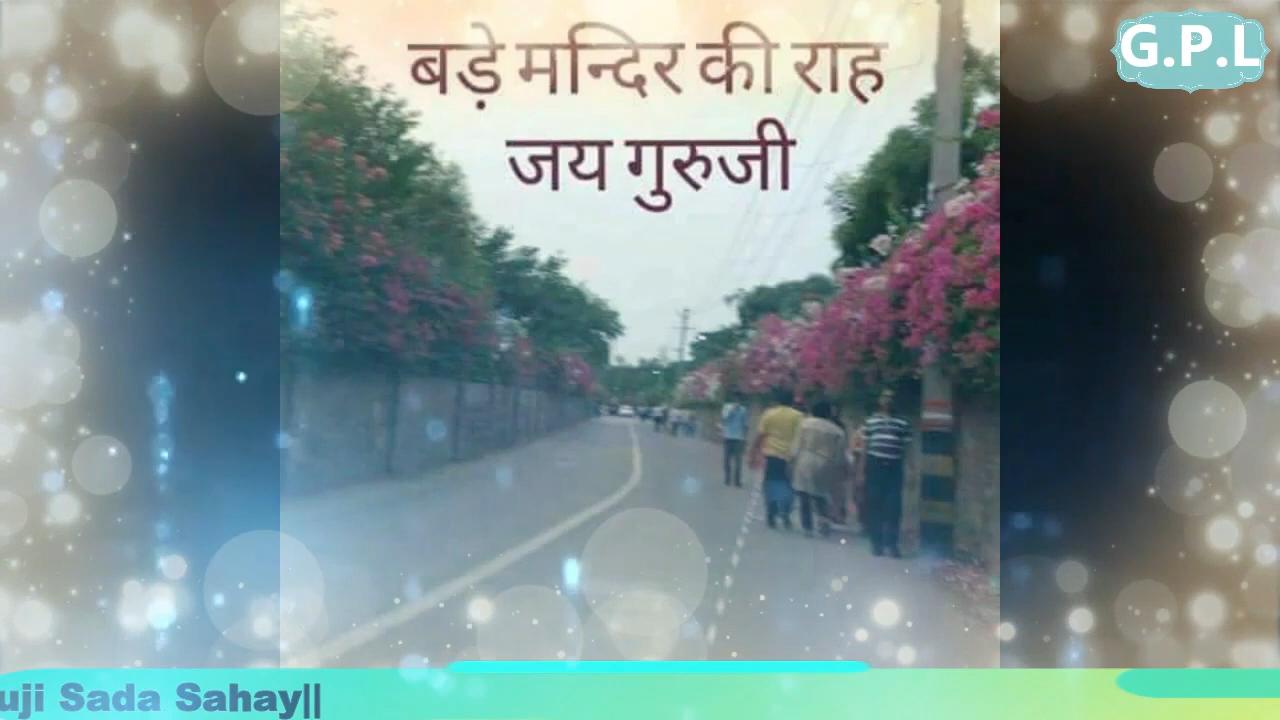 बड़े मन्दिर की राह
जय गुरुजी
G.P.L
uji Sada Sahay||